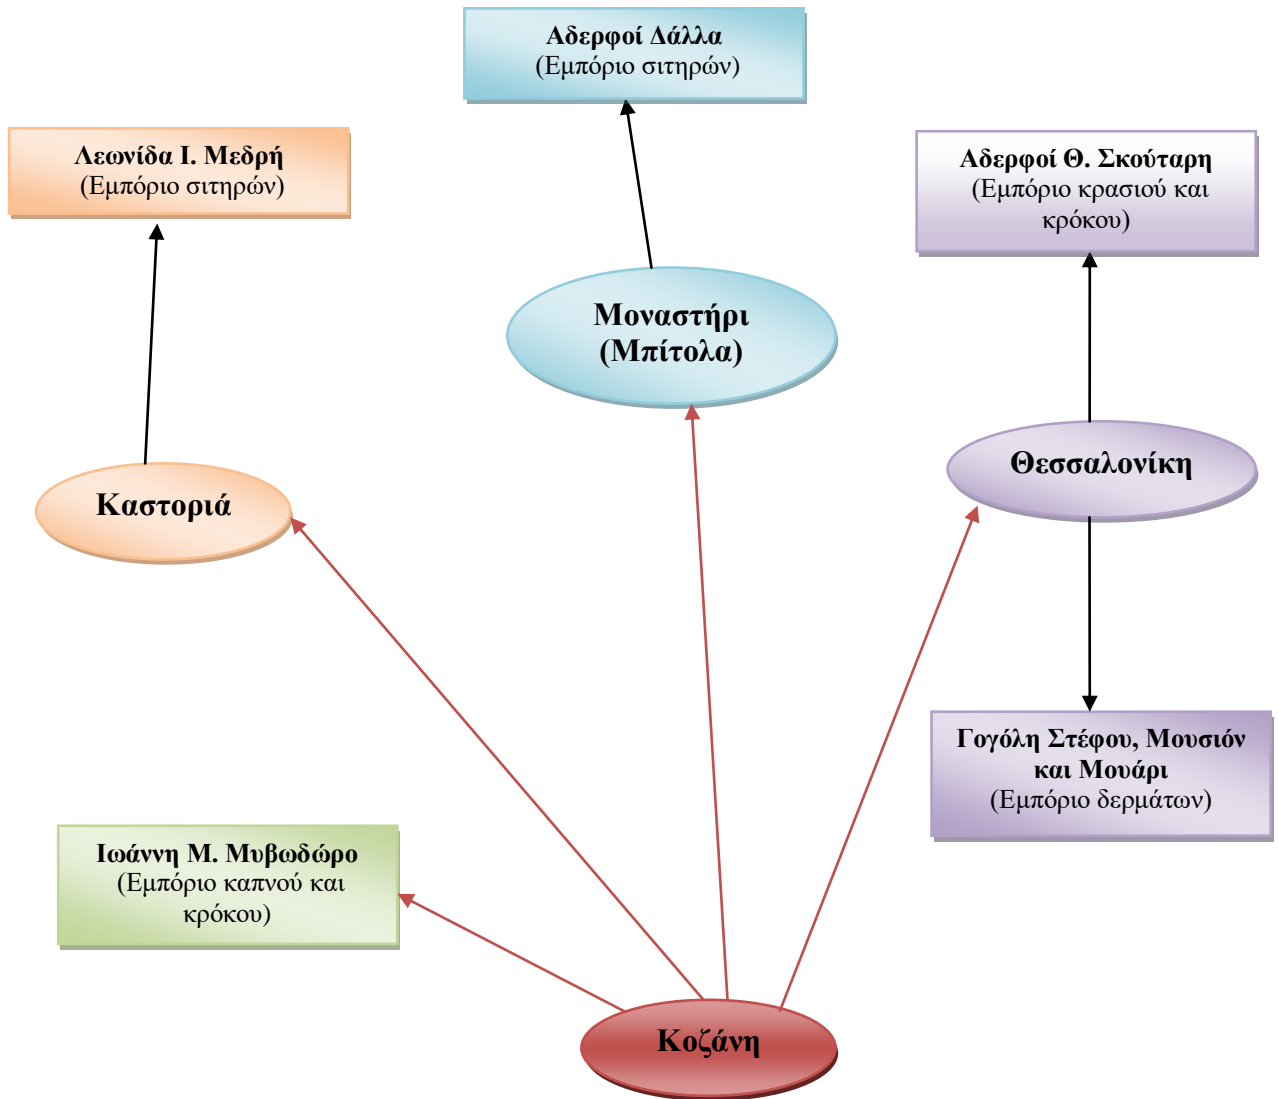 Αδερφοί Δάλλα
(Εμπόριο σιτηρών)
Λεωνίδα Ι. Μεδρή
(Εμπόριο σιτηρών)
Αδερφοί Θ. Σκούταρη
(Εμπόριο κρασιού και
κρόκου)
Μοναστήρι
(Μπίτολα)
Θεσσαλονίκη
Καστοριά
Γογόλη Στέφου, Μουσιόν
και Μουάρι
(Εμπόριο δερμάτων)
Ιωάννη Μ. Μυβωδώρο
(Εμπόριο καπνού και
κρόκου)
Κοζάνη